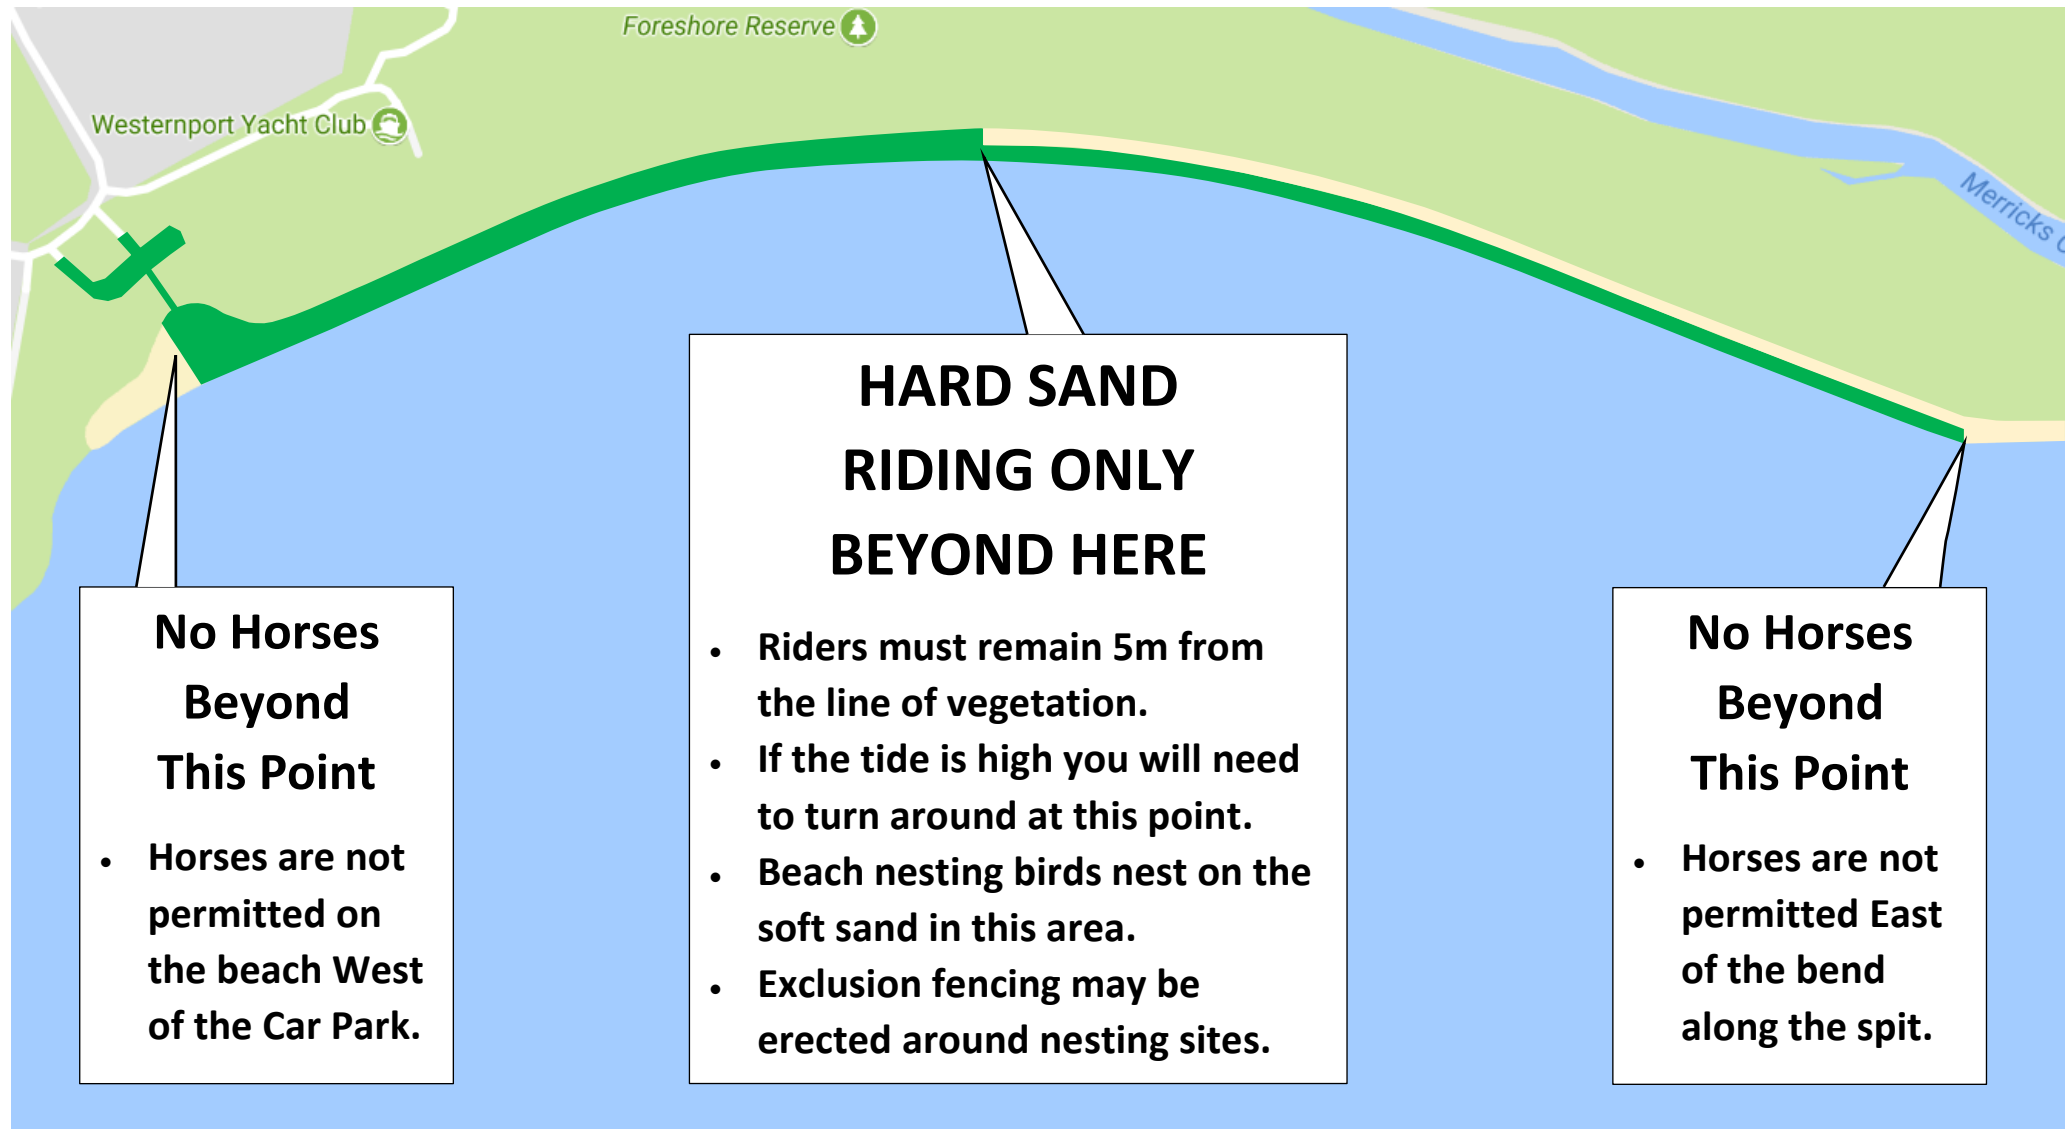 Foreshore Reserve
Westernport Yacht Club
Merricks C
HARD SAND
RIDING ONLY
BEYOND HERE
• Riders must remain 5m from
the line of vegetation.
• If the tide is high you will need
to turn around at this point.
• Beach nesting birds nest on the
soft sand in this area.
• Exclusion fencing may be
erected around nesting sites.
No Horses
Beyond
This Point
• Horses are not
permitted on
the beach West
of the Car Park.
No Horses
Beyond
This Point
• Horses are not
permitted East
of the bend
along the spit.